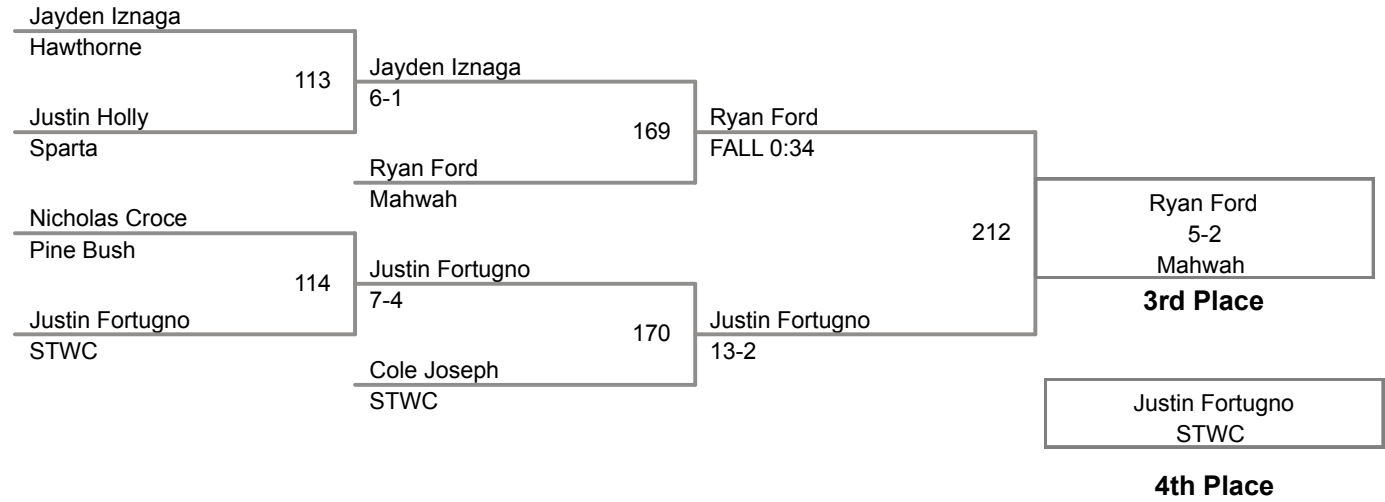 Jayden Iznaga
Hawthorne
113
Justin Holly
Sparta
Nicholas Croce
Pine Bush
114
Justin Fortugno
STWC
Jayden Iznaga
6-1
169
Ryan Ford
Mahwah
Justin Fortugno
7-4
170
Cole Joseph
STWC
Ryan Ford
FALL 0:34
212
Justin Fortugno
13-2
Ryan Ford
5-2
Mahwah
3rd Place
Justin Fortugno
STWC
4th Place